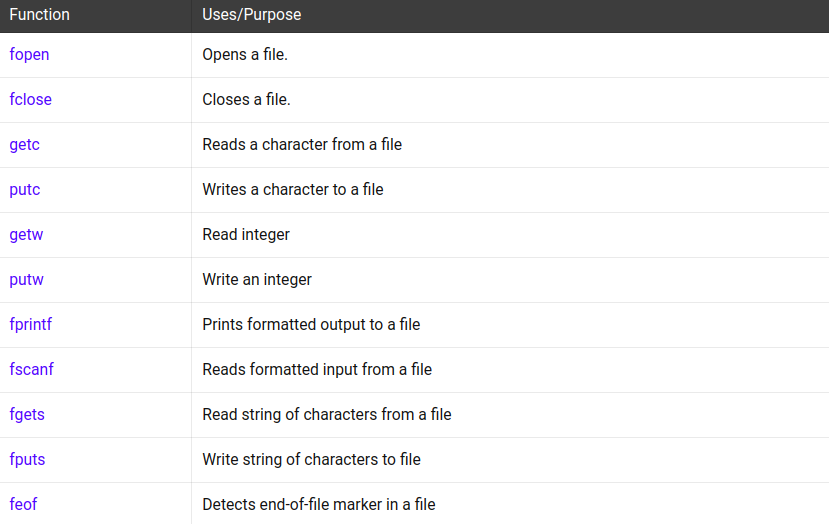 Function Uses/Purpose
fopen Opens a file.
fclose Closes a file.
getc Reads a character from a file
putc Writes a character to a file
getw Read integer
putw Write an integer
fprintf Prints formatted output to a file
fscanf Reads formatted input from a file
fgets Read string of characters from a file
fputs Write string of characters to file
feof Detects end-of-file marker in a file